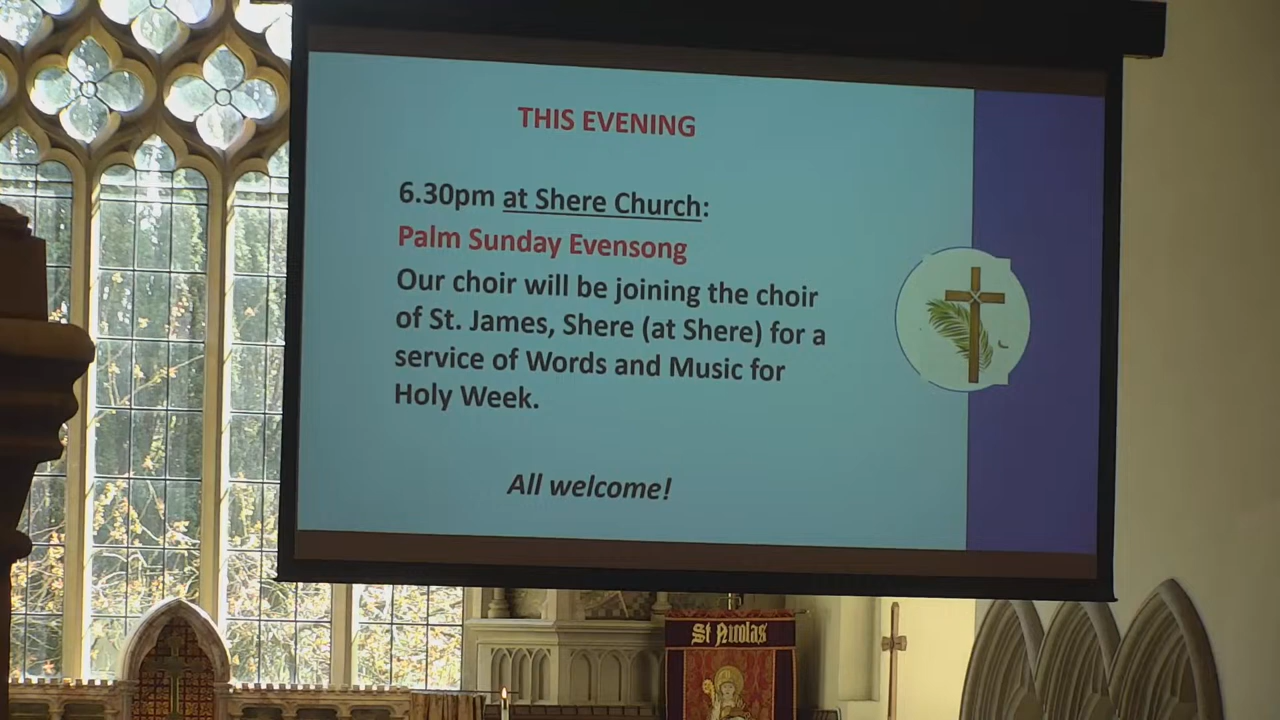 THIS EVENING
6.30pm at Shere Church:
Palm Sunday Evensong
Our choir will be joining the choir
of St. James, Shere (at Shere) for a
service of Words and Music for
Holy Week.
All welcome!
St Nicolas